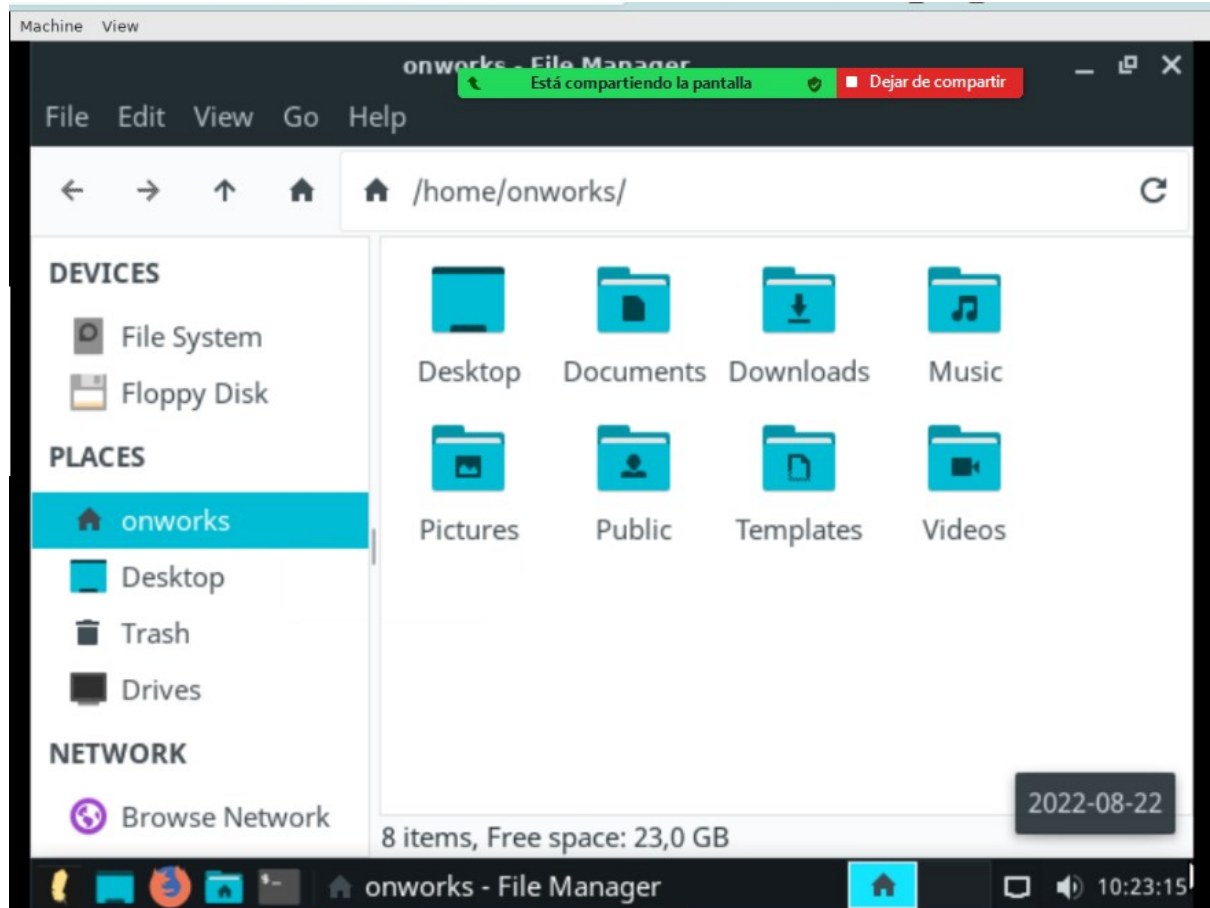 Machine View
onworks - File Manager
Está compartiendo la pantalla
Dejar de compartir
File Edit View Go Help
/home/onworks/
DEVICES
File System
Floppy Disk
PLACES
onworks
Desktop
Trash
Drives
NETWORK
Browse Network
Desktop Documents Downloads Music
Pictures Public Templates Videos
2022-08-22
8 items, Free space: 23,0 GB
onworks - File Manager
10:23:15